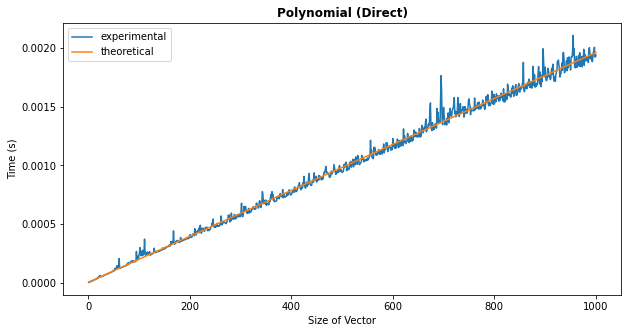 Polynomial (Direct)
experimental
theoretical
Time (s)
0.0020
0.0015
0.0010
0.0005
0.0000
0
200
400
600
800
1000
Size of Vector